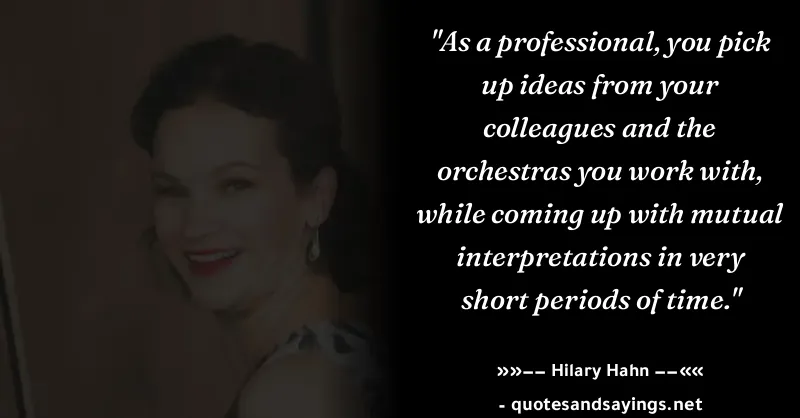 "As a professional, you pick
up ideas from your
colleagues and the
orchestras you work with,
while coming up with mutual
interpretations in very
short periods of time."
»»−− Hilary Hahn −−««
- quotesandsayings.net